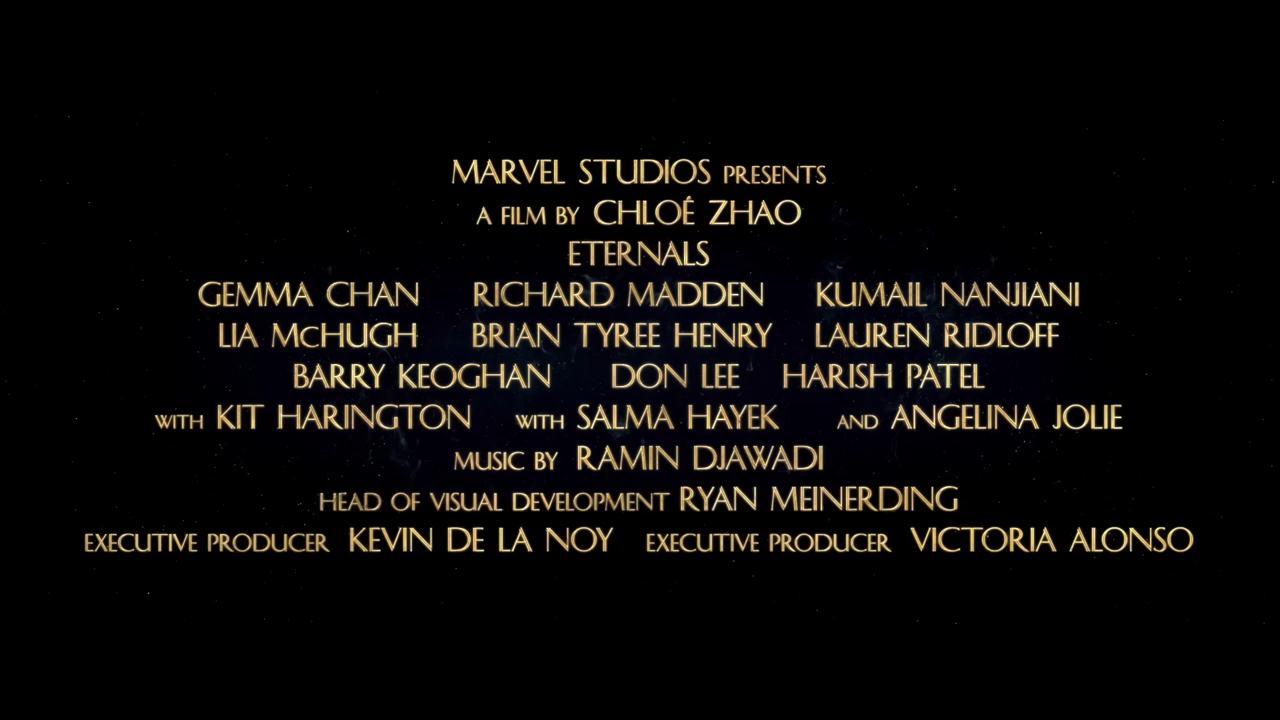 MARVEL STUDIOS PRESENTS
A FILM BY CHLOÉ ZHAO
ETERNALS
GEMMA CHAN RICHARD MADDEN KUMAIL NANJIANI
LIA McHUGH BRIAN TYREE HENRY LAUREN RIDLOFF
BARRY KEOGHAN DON LEE HARISH PATEL
WITH KIT HARINGTON WITH SALMA HAYEK AND ANGELINA JOLIE
MUSIC BY RAMIN DJAWADI
HEAD OF VISUAL DEVELOPMENT RYAN MEINERDING
EXECUTIVE PRODUCER KEVIN DE LA NOY EXECUTIVE PRODUCER VICTORIA ALONSO